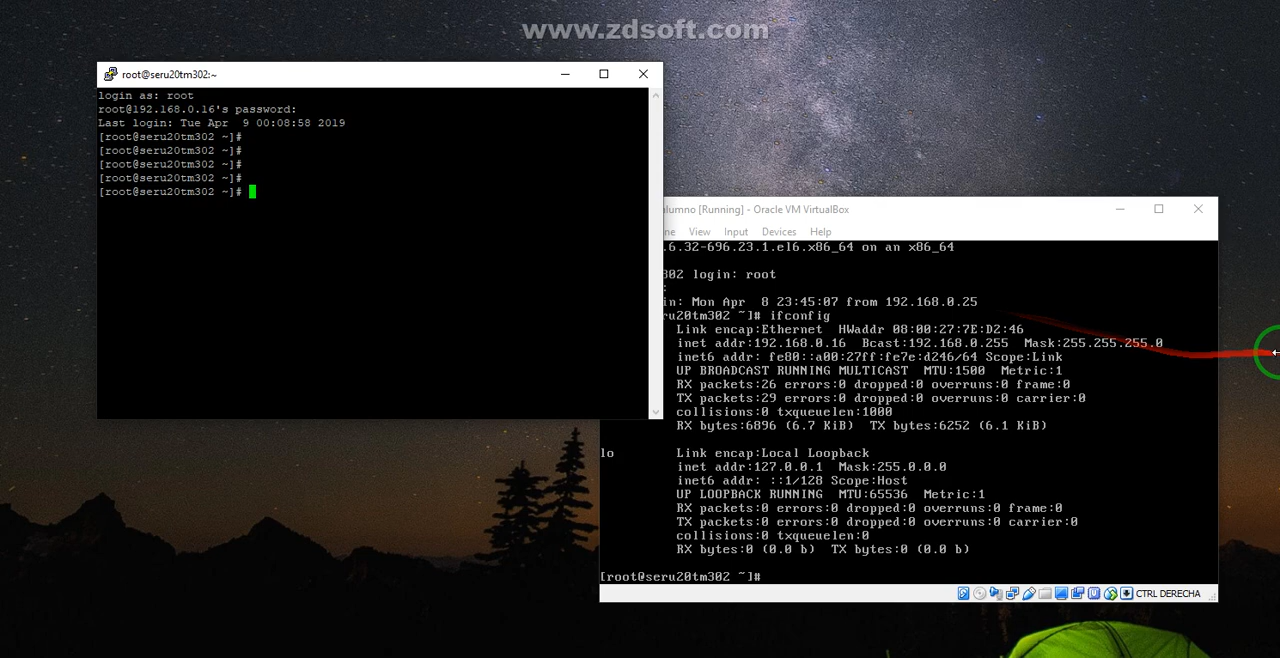 www.zdsoft.com
root@seru20tm302:~
login as: root
root@192.168.0.16's password:
Last login: Tue Apr  9 00:08:58 2019
[root@seru20tm302 ~]#
[root@seru20tm302 ~]#
[root@seru20tm302 ~]#
[root@seru20tm302 ~]#
[root@seru20tm302 ~]#
lumno [Running] - Oracle VM VirtualBox
ne View Input Devices Help
.6.32-696.23.1.el6.x86_64 on an x86_64
302 login: root
:
in: Mon Apr  8 23:45:07 from 192.168.0.25
ru20tm302 ~]# ifconfig
Link encap:Ethernet  HWaddr 08:00:27:7E:D2:46
inet addr:192.168.0.16  Bcast:192.168.0.255  Mask:255.255.255.0
inet6 addr: fe80::a00:27ff:fe7e:d246/64 Scope:Link
UP BROADCAST RUNNING MULTICAST  MTU:1500  Metric:1
RX packets:26 errors:0 dropped:0 overruns:0 frame:0
TX packets:29 errors:0 dropped:0 overruns:0 carrier:0
collisions:0 txqueuelen:1000
RX bytes:6896 (6.7 KiB)  TX bytes:6252 (6.1 KiB)
lo        Link encap:Local Loopback
inet addr:127.0.0.1  Mask:255.0.0.0
inet6 addr: ::1/128 Scope:Host
UP LOOPBACK RUNNING  MTU:65536  Metric:1
RX packets:0 errors:0 dropped:0 overruns:0 frame:0
TX packets:0 errors:0 dropped:0 overruns:0 carrier:0
collisions:0 txqueuelen:0
RX bytes:0 (0.0 b)  TX bytes:0 (0.0 b)
[root@seru20tm302 ~]#
CTRL DERECHA